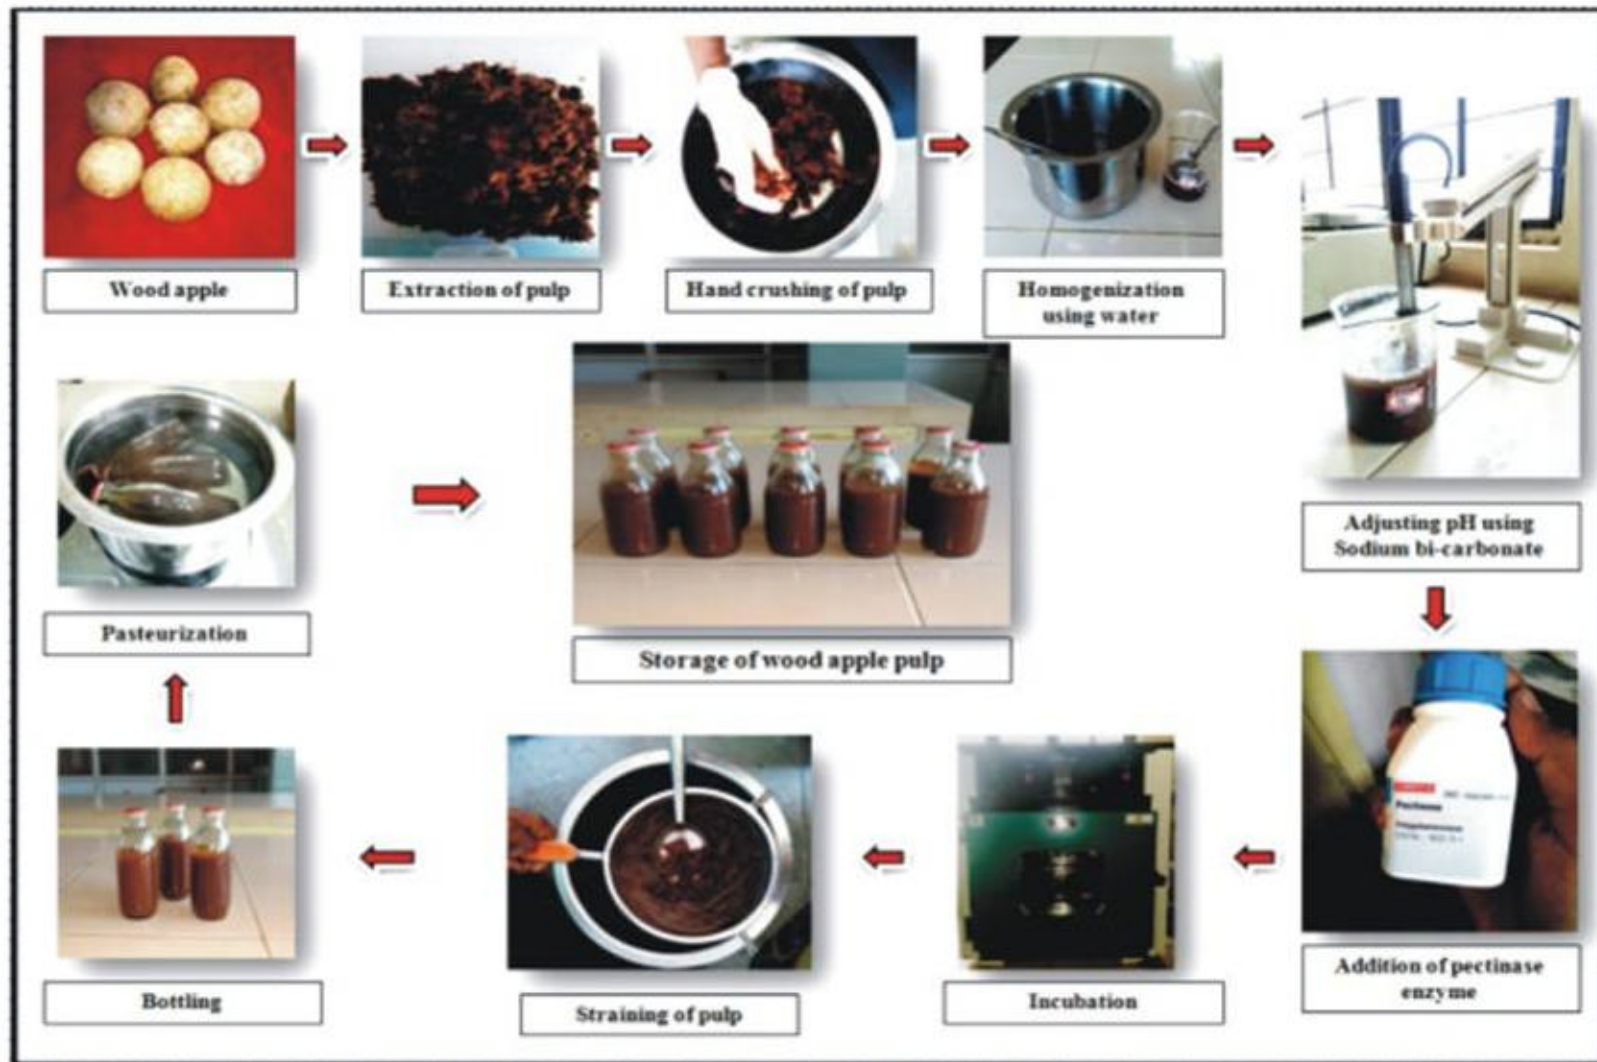 Wood apple
Extraction of pulp
Hand crushing of pulp
Homogenization
using water
Adjusting pH using
Sodium bi-carbonate
Addition of pectinase
enzyme
Incubation
Straining of pulp
Bottling
Pasteurization
Storage of wood apple pulp
Pectinase